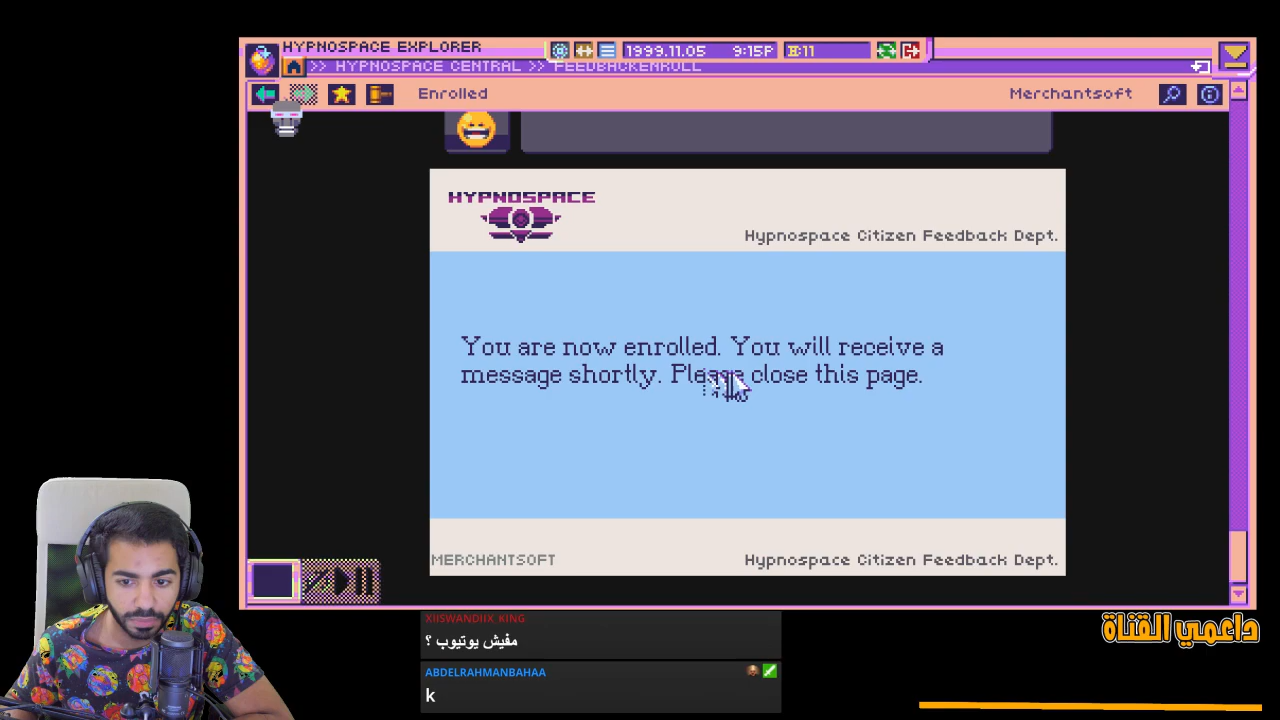 HYPNOSPACE EXPLORER
1999.11.05 9:15P
11
>> HYPNOSPACE CENTRAL >> FEEDBACKENROLL
Enrolled
Merchantsoft
HYPNOSPACE
Hypnospace Citizen Feedback Dept.
You are now enrolled. You will receive a
message shortly. Please close this page.
MERCHANTSOFT
Hypnospace Citizen Feedback Dept.
XIISWANDIIX_KING
مفيش يوتيوب ؟
ABDELRAHMANBAHAA
k
داعمي القناة